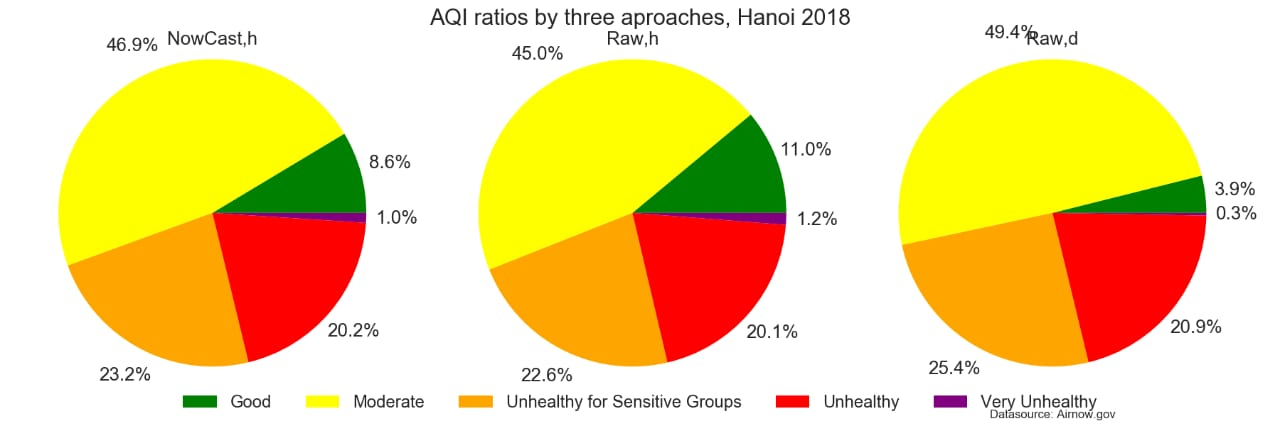 AQI ratios by three aproaches, Hanoi 2018
NowCast,h
46.9%
8.6%
1.0%
20.2%
23.2%
Raw,h
45.0%
11.0%
1.2%
20.1%
22.6%
Raw,d
49.4%
3.9%
0.3%
20.9%
25.4%
Good Moderate Unhealthy for Sensitive Groups Unhealthy Very Unhealthy
Datasource: Airnow.gov